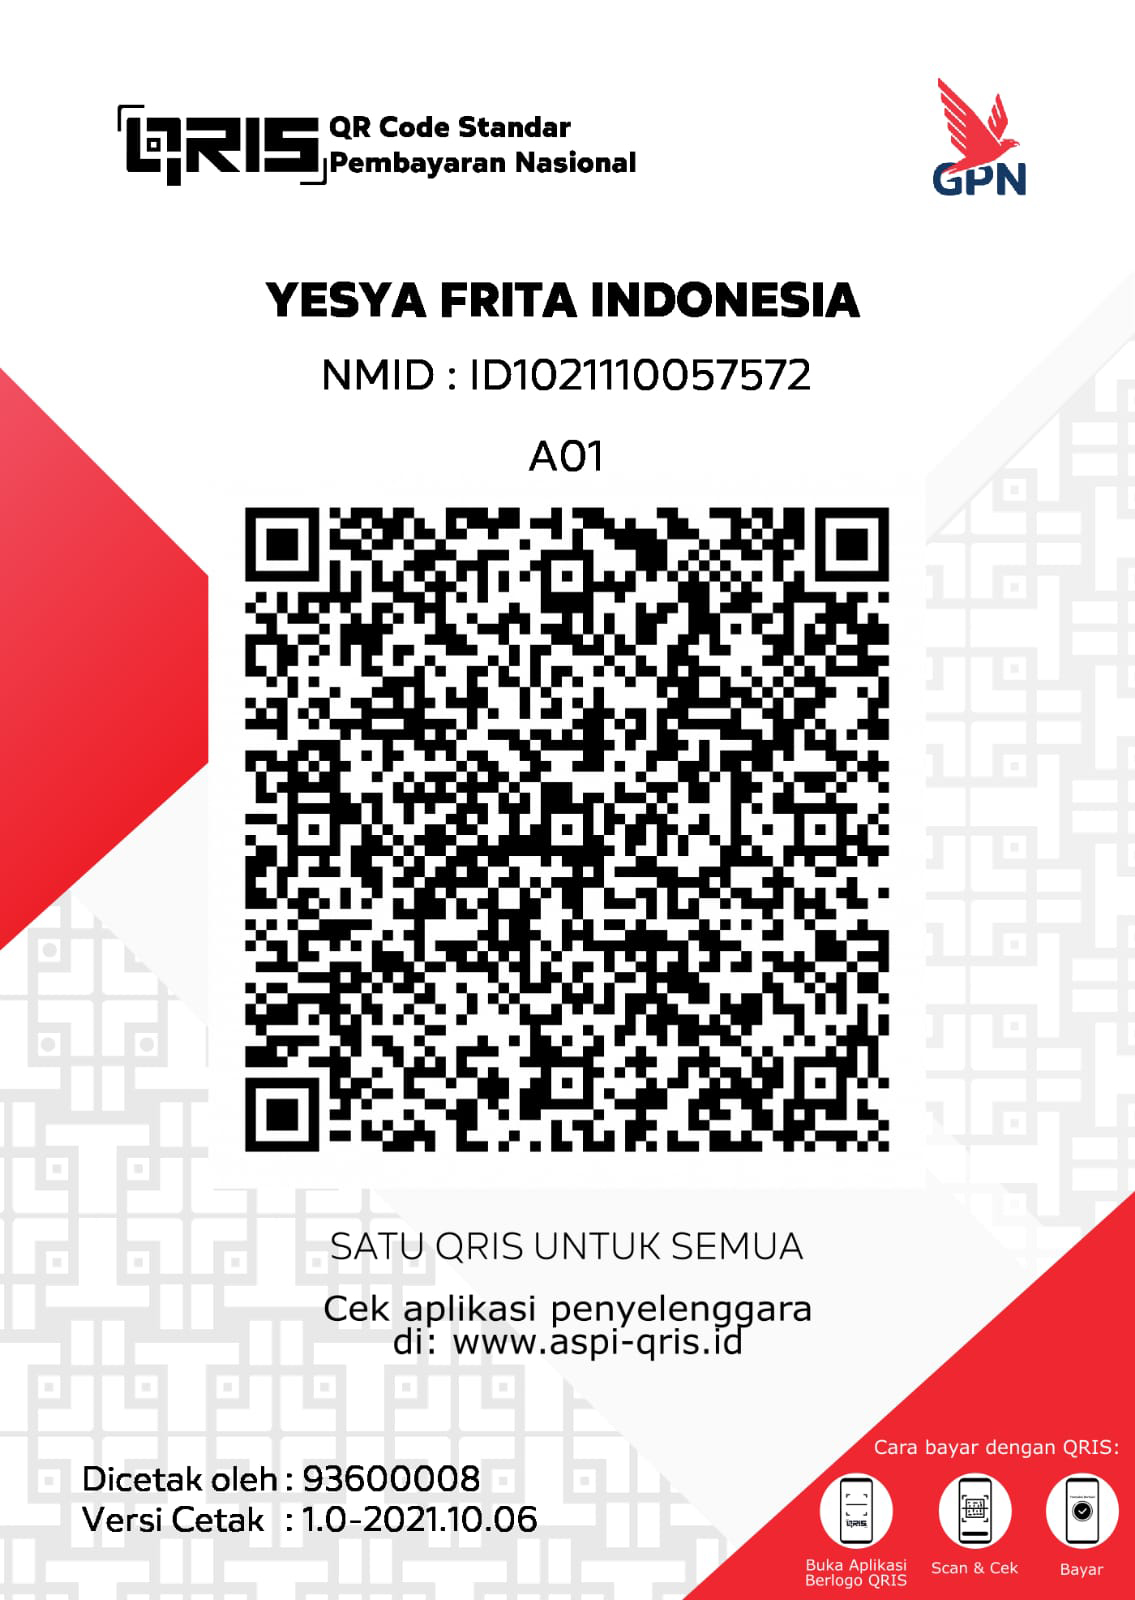 QRIS QR Code Standar
Pembayaran Nasional
GPN
YESYA FRITA INDONESIA
NMID : ID1021110057572
A01
SATU QRIS UNTUK SEMUA
Cek aplikasi penyelenggara
di: www.aspi-qris.id
Dicetak oleh : 93600008
Versi Cetak : 1.0-2021.10.06
Cara bayar dengan QRIS:
QRIS
Buka Aplikasi
Berlogo QRIS
Scan & Cek
Bayar